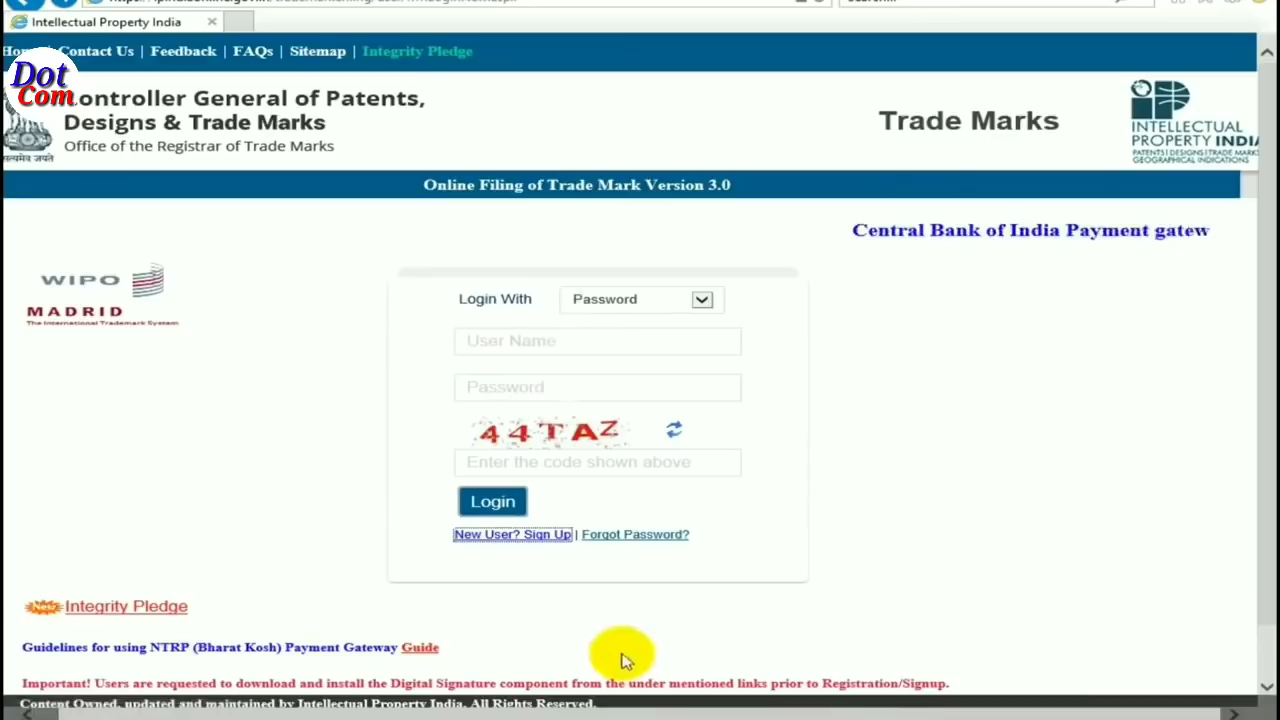 Intellectual Property India
Contact Us | Feedback | FAQs | Sitemap | Integrity Pledge
Dot
Com
Controller General of Patents,
Designs & Trade Marks
Office of the Registrar of Trade Marks
सत्यमेव जयते
Trade Marks
INTELLECTUAL
PROPERTY INDIA
PATENTS | DESIGNS | TRADE MARKS
GEOGRAPHICAL INDICATIONS
Online Filing of Trade Mark Version 3.0
Central Bank of India Payment gatew
WIPO
MADRID
The International Trademark System
Login With
Password
User Name
Password
44TAZ
Enter the code shown above
Login
New User? Sign Up | Forgot Password?
New Integrity Pledge
Guidelines for using NTRP (Bharat Kosh) Payment Gateway Guide
Important! Users are requested to download and install the Digital Signature component from the under mentioned links prior to Registration/Signup.
Content Owned, updated and maintained by Intellectual Property India, All Rights Reserved.